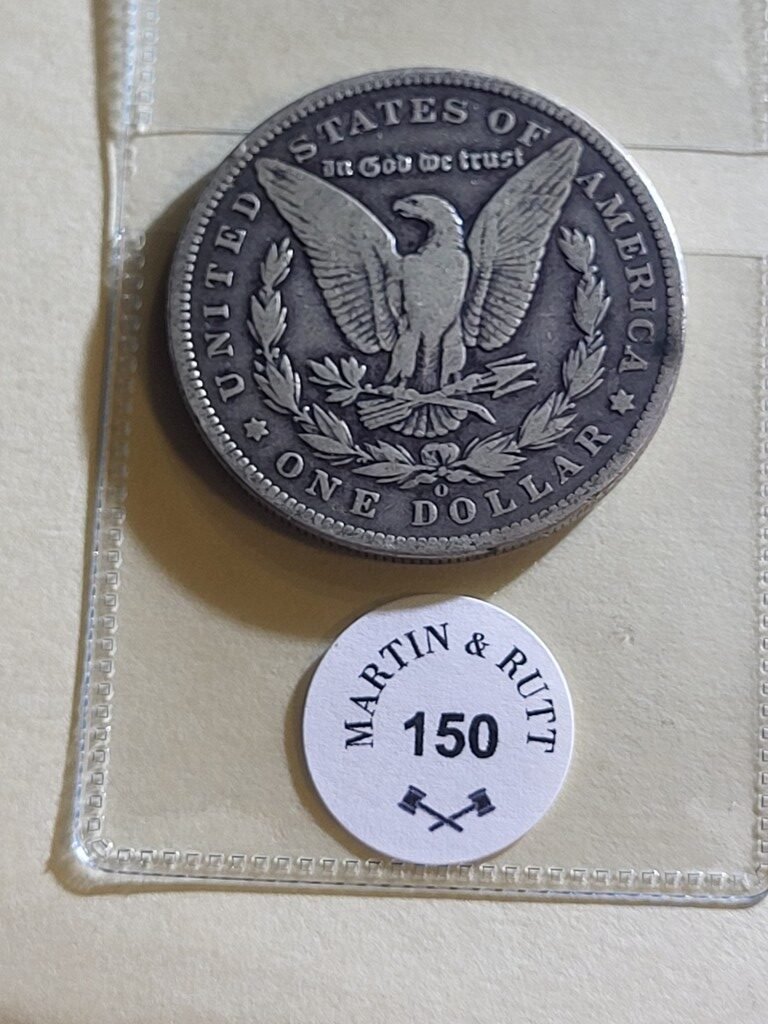 UNITED STATES OF AMERICA
In God we trust
O
ONE DOLLAR
MARTIN & RUTT
150